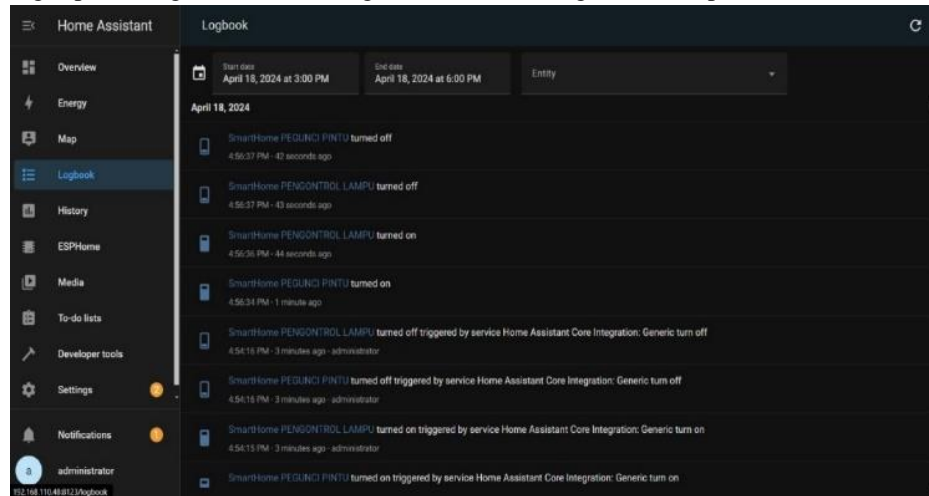 Home Assistant
Overview
Energy
Map
Logbook
History
ESPHome
Media
To-do lists
Developer tools
Settings 2
Notifications 1
a administrator
192.168.110.48:8123/logbook
Logbook
Start date
April 18, 2024 at 3:00 PM
End date
April 18, 2024 at 6:00 PM
Entity
April 18, 2024
SmartHome PEGUNCI PINTU turned off
4:56:37 PM - 42 seconds ago
SmartHome PENGONTROL LAMPU turned off
4:56:37 PM - 43 seconds ago
SmartHome PENGONTROL LAMPU turned on
4:56:36 PM - 44 seconds ago
SmartHome PEGUNCI PINTU turned on
4:56:34 PM - 1 minute ago
SmartHome PENGONTROL LAMPU turned off triggered by service Home Assistant Core Integration: Generic turn off
4:54:16 PM - 3 minutes ago - administrator
SmartHome PEGUNCI PINTU turned off triggered by service Home Assistant Core Integration: Generic turn off
4:54:16 PM - 3 minutes ago - administrator
SmartHome PENGONTROL LAMPU turned on triggered by service Home Assistant Core Integration: Generic turn on
4:54:15 PM - 3 minutes ago - administrator
SmartHome PEGUNCI PINTU turned on triggered by service Home Assistant Core Integration: Generic turn on